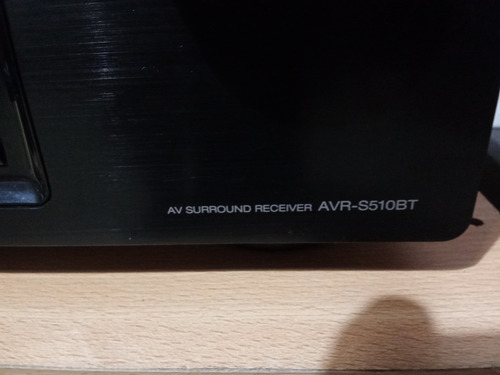 AV SURROUND RECEIVER AVR-S510BT